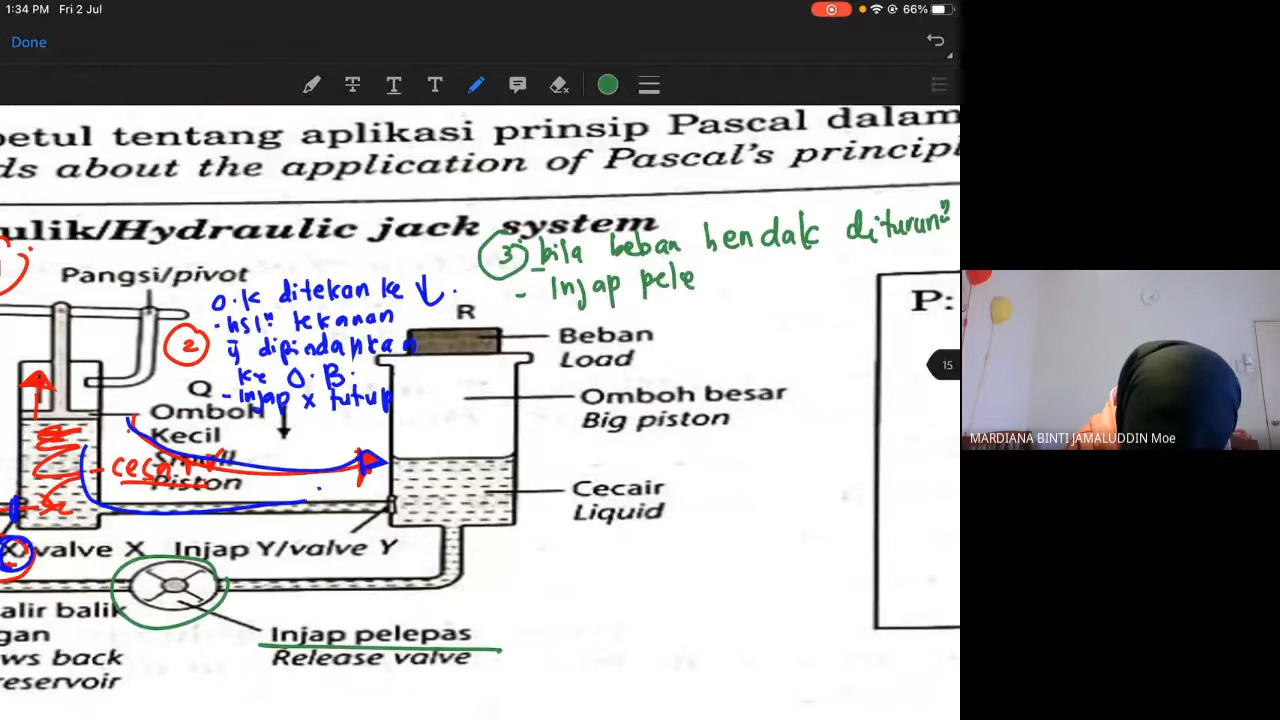 1:34 PM Fri 2 Jul
66%
Done
betul tentang aplikasi prinsip Pascal dalam
ds about the application of Pascal's principl
ulik/Hydraulic jack system
3 bila beban hendak diturun"
- Injap pele
Pangsi/pivot
O.K ditekan ke ↓.
tekanan
2
yg dipindahkan
ke O.B.
- injap x tutup
R
Beban
Load
P:
15
Q
Omboh
Kecil
Small
Piston
Omboh besar
Big piston
Cecair
Liquid
X/valve X
Injap Y/valve Y
alir balik
gan
ws back
reservoir
Injap pelepas
Release valve
MARDIANA BINTI JAMALUDDIN Moe